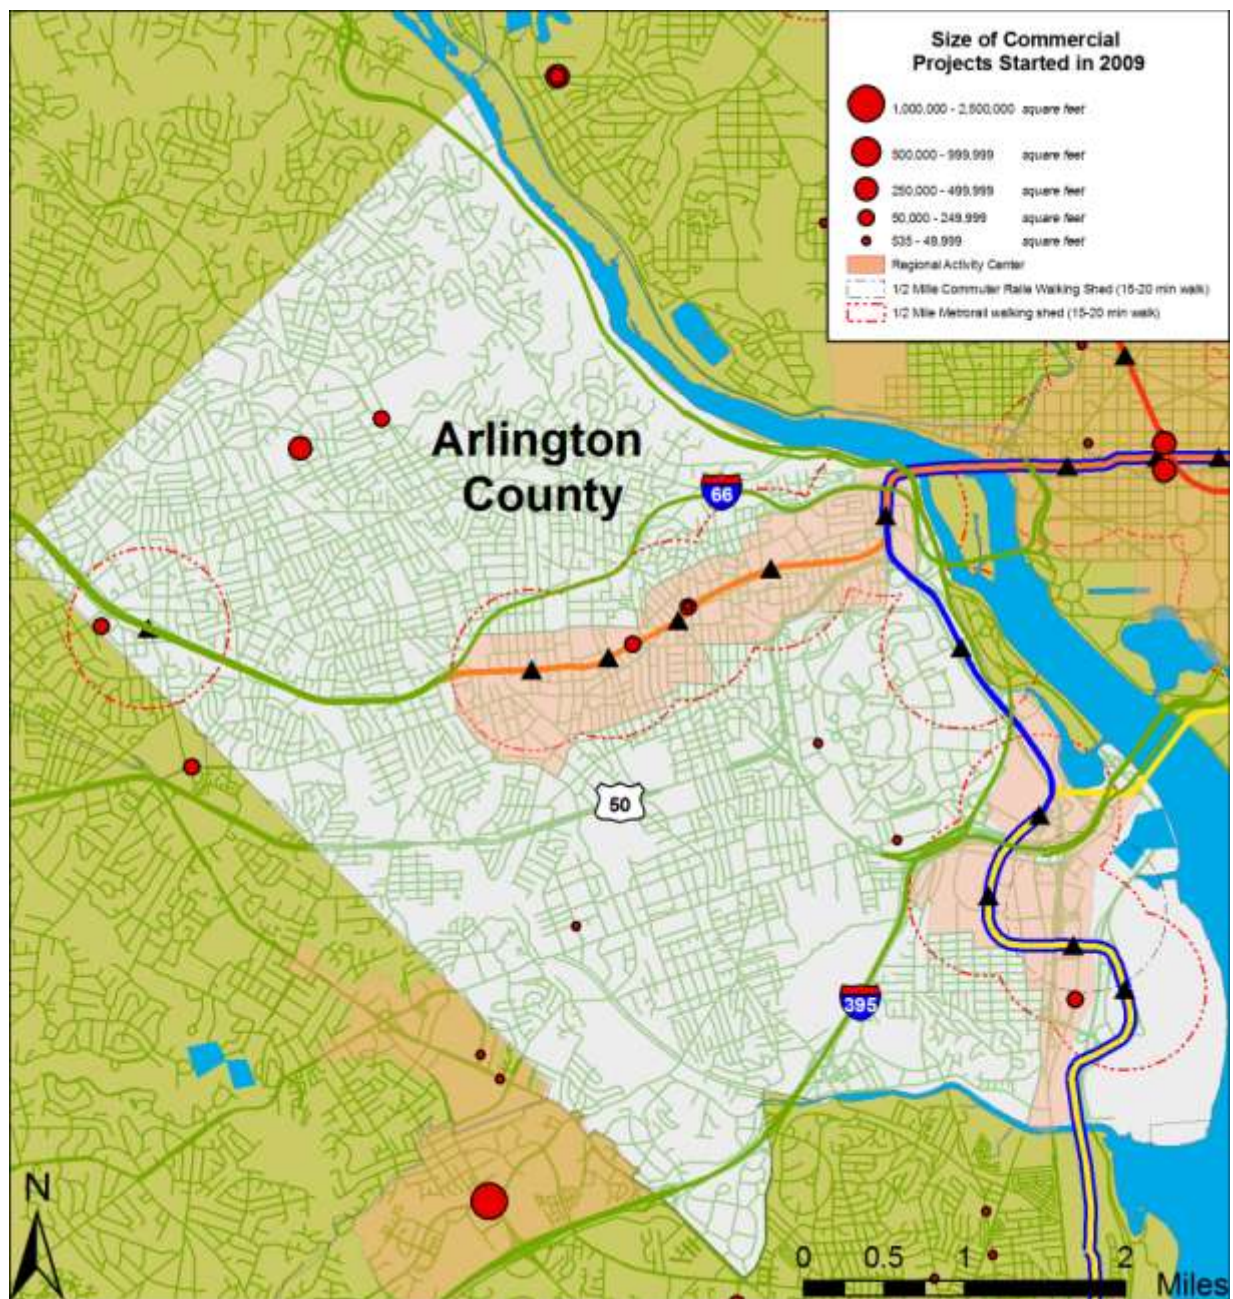 Size of Commercial
Projects Started in 2009
1,000,000 - 2,500,000 square feet
500,000 - 999,999 square feet
250,000 - 499,999 square feet
50,000 - 249,999 square feet
535 - 49,999 square feet
Regional Activity Center
1/2 Mile Commuter Raile Walking Shed (15-20 min walk)
1/2 Mile Metrorail walking shed (15-20 min walk)
Arlington
County
66
50
395
N
0 0.5 1 2
Miles